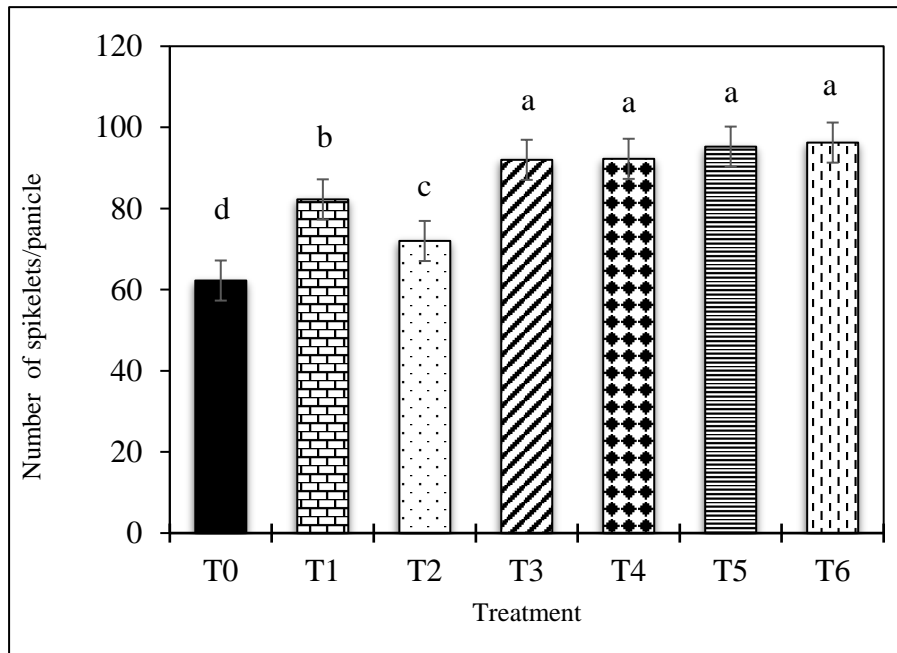 Number of spikelets/panicle
120
100
80
60
40
20
0
d
b
c
a
a
a
a
T0 T1 T2 T3 T4 T5 T6
Treatment